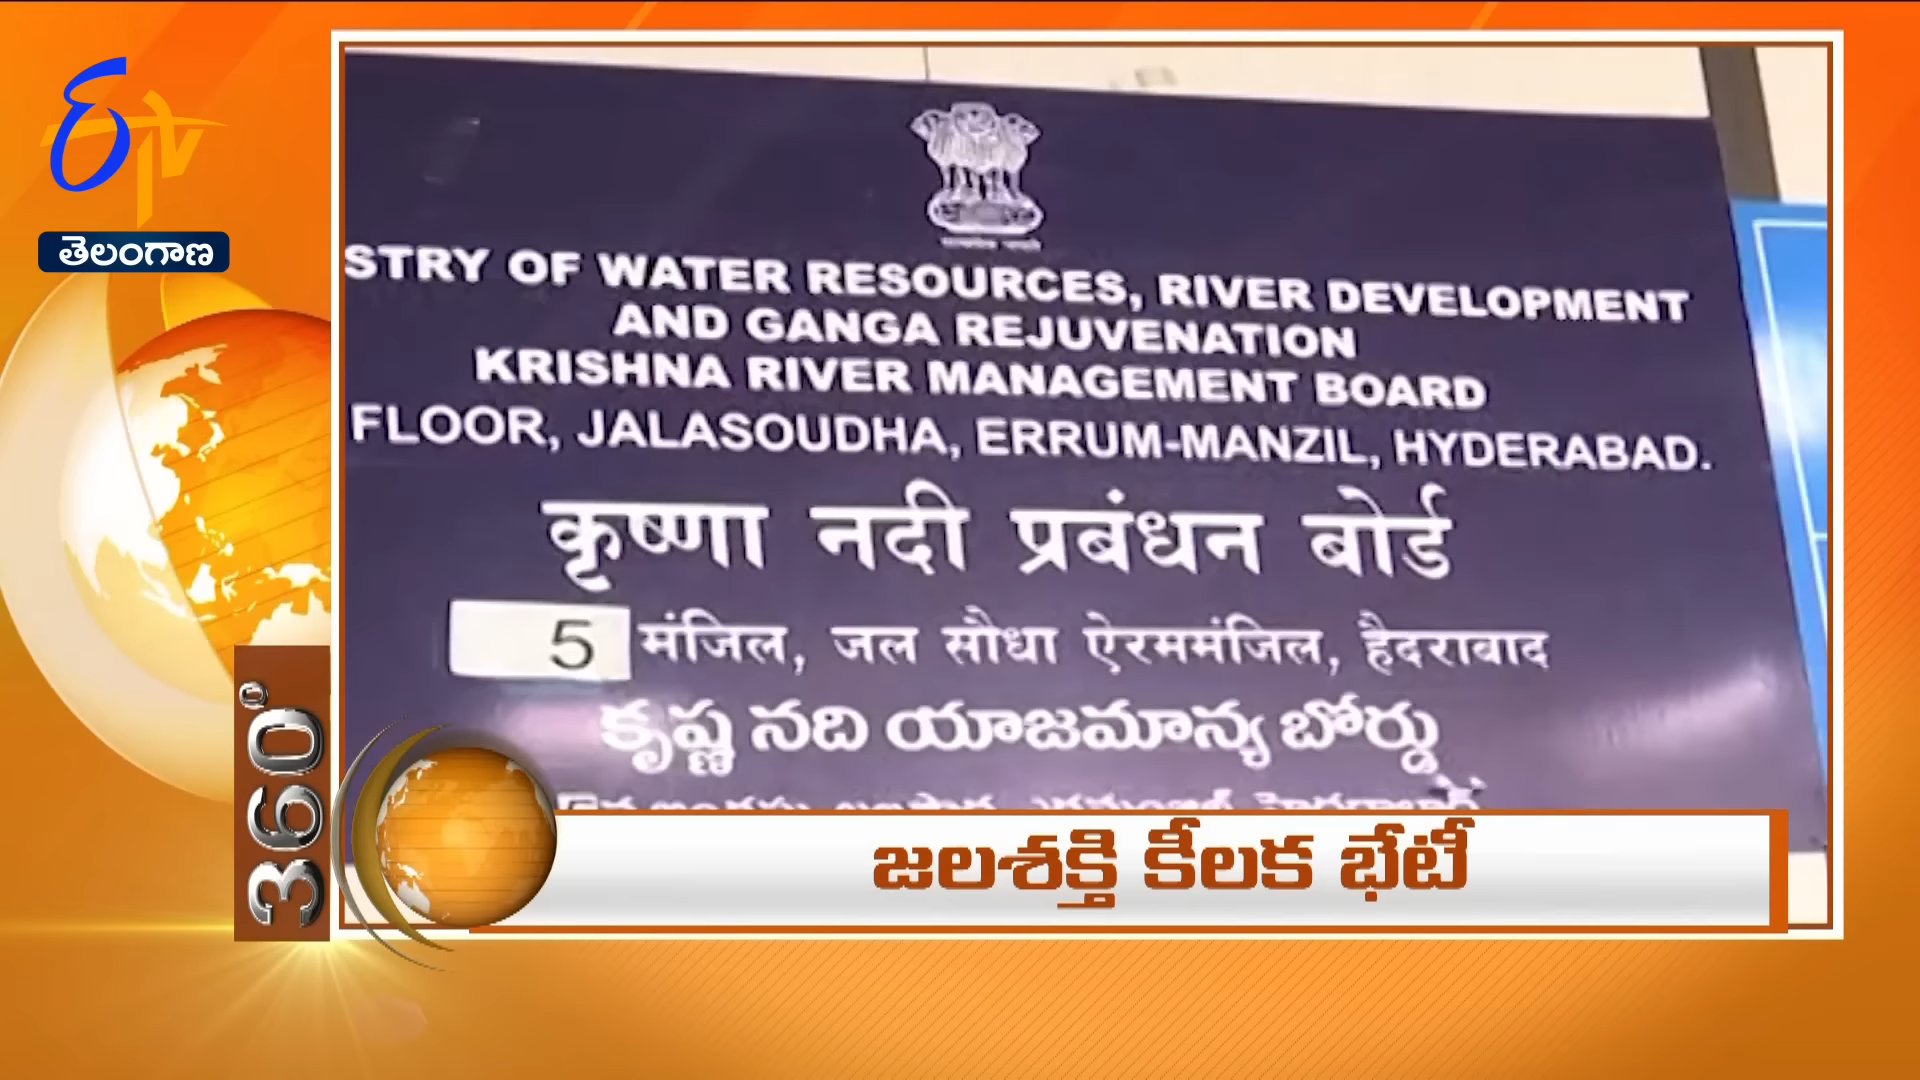 ETV
తెలంగాణ
STRY OF WATER RESOURCES, RIVER DEVELOPMENT
AND GANGA REJUVENATION
KRISHNA RIVER MANAGEMENT BOARD
FLOOR, JALASOUDHA, ERRUM-MANZIL, HYDERABAD.
कृष्णा नदी प्रबंधन बोर्ड
5 मंजिल, जल सौधा ऐरममंजिल, हैदराबाद
కృష్ణ నది యాజమాన్య బోర్డు
360°
జలశక్తి కీలక భేటీ